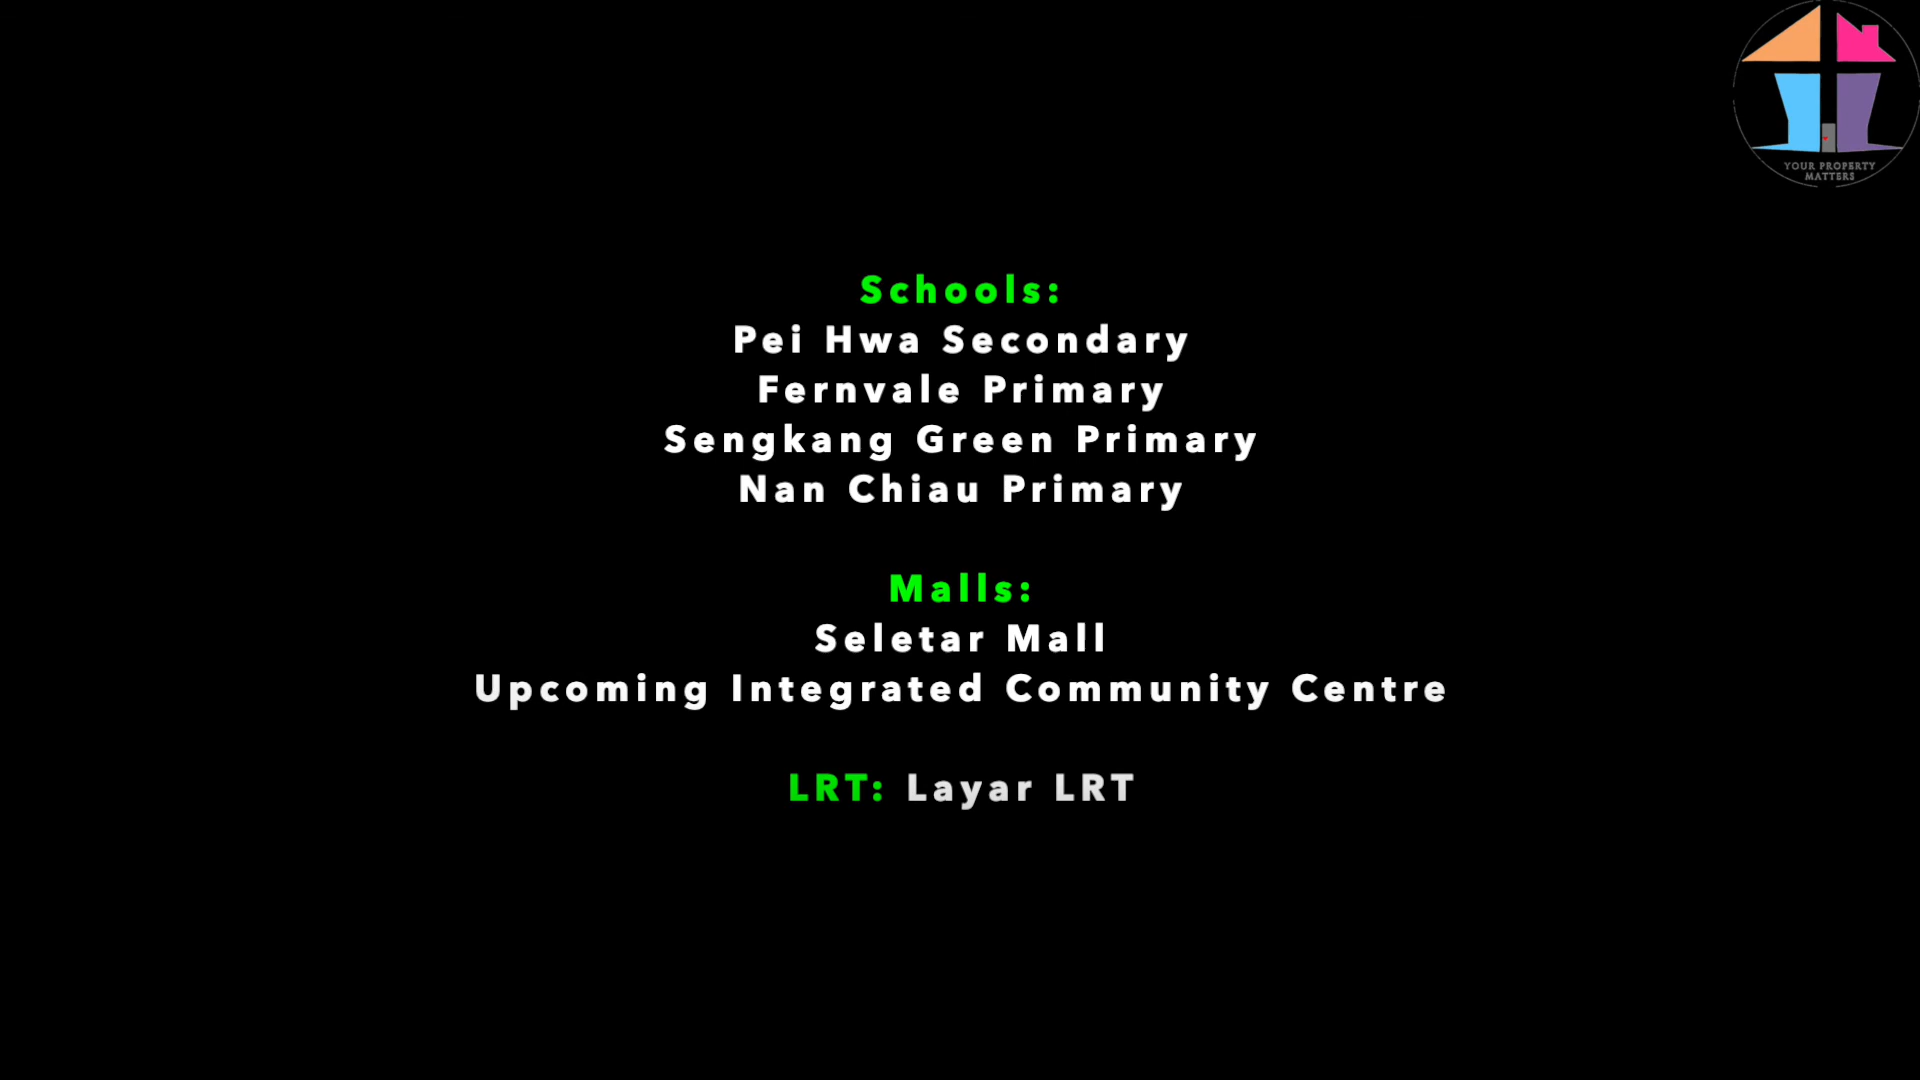 YOUR PROPERTY
MATTERS
Schools:
Pei Hwa Secondary
Fernvale Primary
Sengkang Green Primary
Nan Chiau Primary
Malls:
Seletar Mall
Upcoming Integrated Community Centre
LRT: Layar LRT